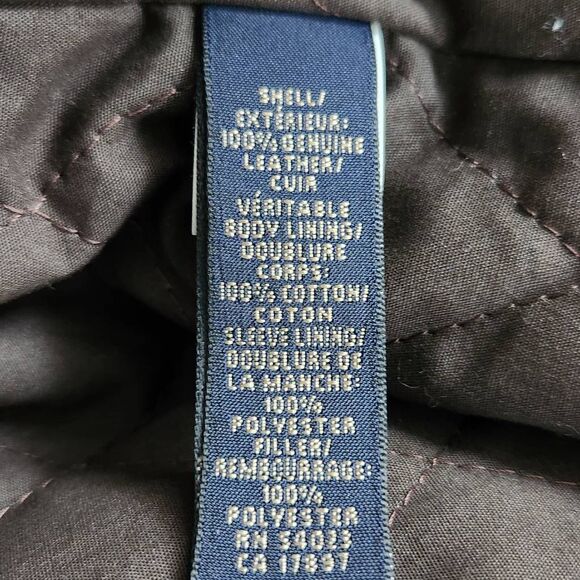 SHELL/
EXTÉRIEUR:
100% GENUINE
LEATHER/
CUIR
VÉRITABLE
BODY LINING/
DOUBLURE
CORPS:
100% COTTON/
COTON
SLEEVE LINING/
DOUBLURE DE
LA MANCHE:
100%
POLYESTER
FILLER/
REMBOURRAGE:
100%
POLYESTER
RN 54023
CA 17897